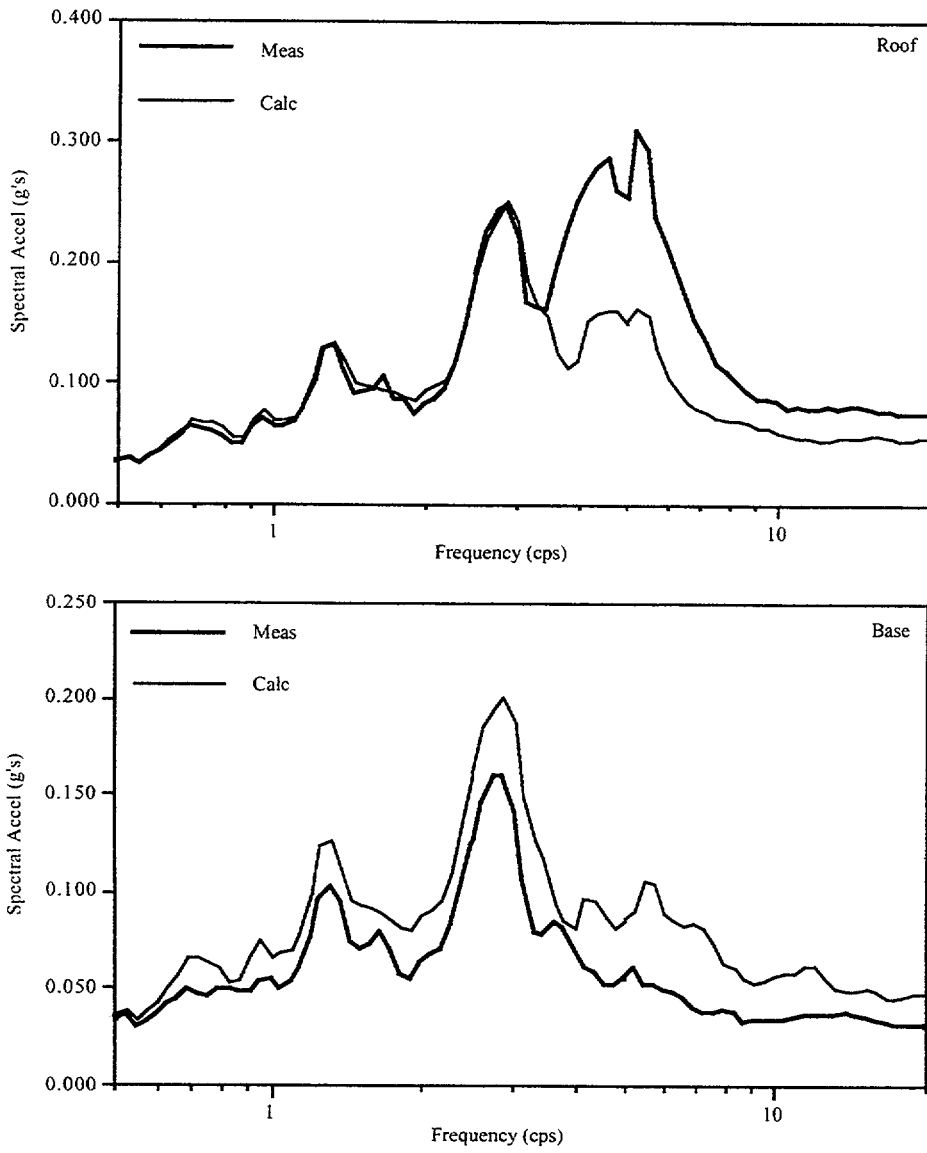 0.400
Meas
Roof
Calc
0.300
0.200
0.100
0.000
Spectral Accel (g's)
1
10
Frequency (cps)
0.250
Meas
Base
Calc
0.200
0.150
0.100
0.050
0.000
Spectral Accel (g's)
1
10
Frequency (cps)